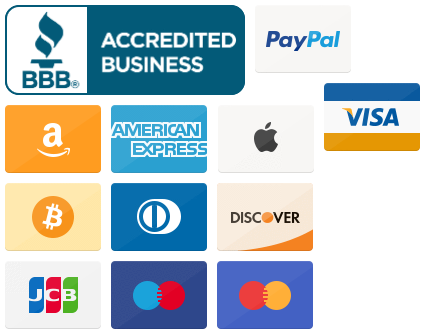 BBB®
ACCREDITED
BUSINESS
PayPal
VISA
a
AMERICAN
EXPRESS
DISCOVER
JCB